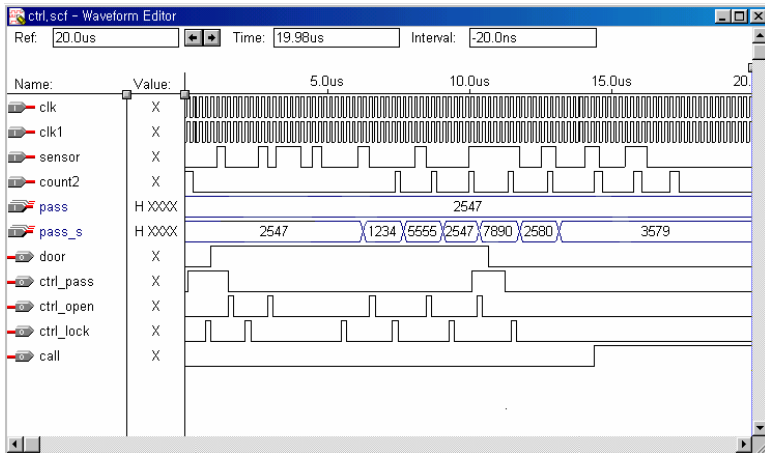 ctrl,scf - Waveform Editor
Ref: 20.0us Time: 19.98us Interval: -20.0ns
Name: Value: 5.0us 10.0us 15.0us 20.
clk X
clk1 X
sensor X
count2 X
pass H XXXX 2547
pass_s H XXXX 2547 1234 5555 2547 7890 2580 3579
door X
ctrl_pass X
ctrl_open X
ctrl_lock X
call X